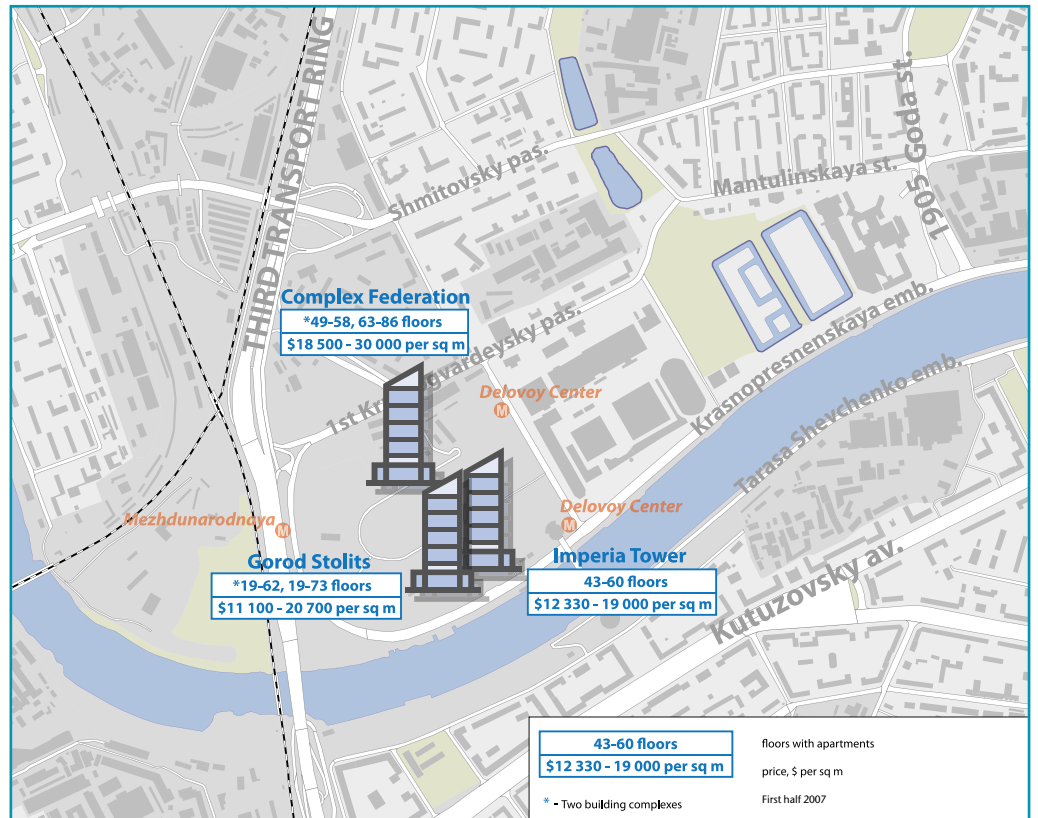 THIRD TRANSPORT RING
1905 Goda st.
Shmitovsky pas.
Mantulinskaya st.
Complex Federation
*49-58, 63-86 floors
$18 500 - 30 000 per sq m
Krasnopresnenskaya emb.
Tarasa Shevchenko emb.
1st Kr
gvardeysky pas.
Delovoy Center
M
Delovoy Center
M
Mezhdunarodnaya
M
Gorod Stolits
*19-62, 19-73 floors
$11 100 - 20 700 per sq m
Imperia Tower
43-60 floors
$12 330 - 19 000 per sq m
Kutuzovsky av.
43-60 floors
$12 330 - 19 000 per sq m
floors with apartments
price, $ per sq m
* - Two building complexes
First half 2007